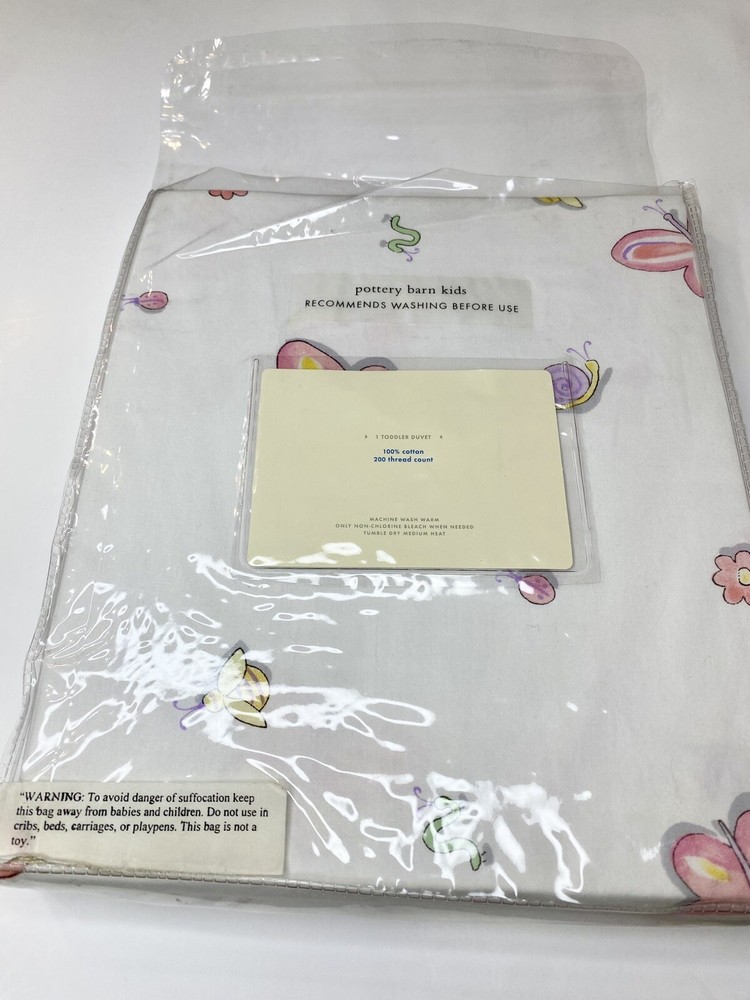 pottery barn kids
RECOMMENDS WASHING BEFORE USE
1 TODDLER DUVET
100% cotton
200 thread count
MACHINE WASH WARM
ONLY NON-CHLORINE BLEACH WHEN NEEDED
TUMBLE DRY MEDIUM HEAT
"WARNING: To avoid danger of suffocation keep
this bag away from babies and children. Do not use in
cribs, beds, carriages, or playpens. This bag is not a
toy."